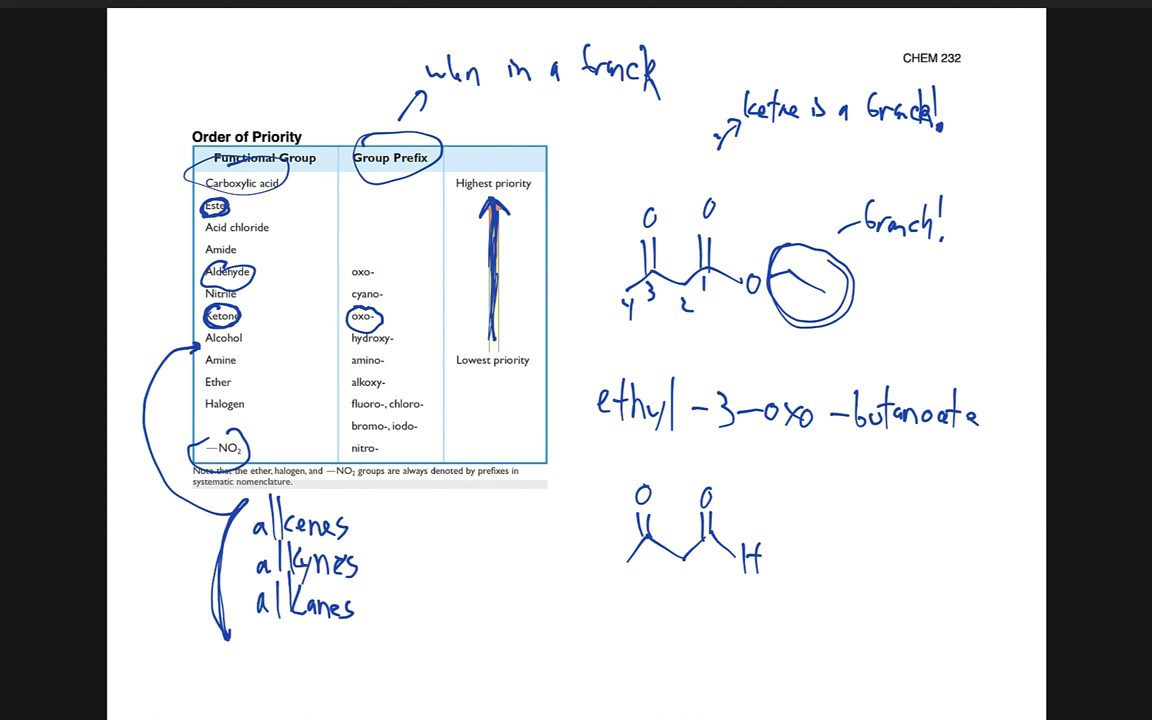 CHEM 232
when in a branch
ketone is a branch!
Order of Priority
Functional Group Group Prefix
Carboxylic acid Highest priority
Ester
Acid chloride
Amide
Aldehyde oxo-
Nitrile cyano-
Ketone oxo-
Alcohol hydroxy-
Amine amino- Lowest priority
Ether alkoxy-
Halogen fluoro-, chloro-
bromo-, iodo-
—NO₂ nitro-
Note that the ether, halogen, and —NO₂ groups are always denoted by prefixes in
systematic nomenclature.
O O
branch!
O
4 3 2 1
ethyl-3-oxo-butanoate
O O
H
alkenes
alkynes
alkanes